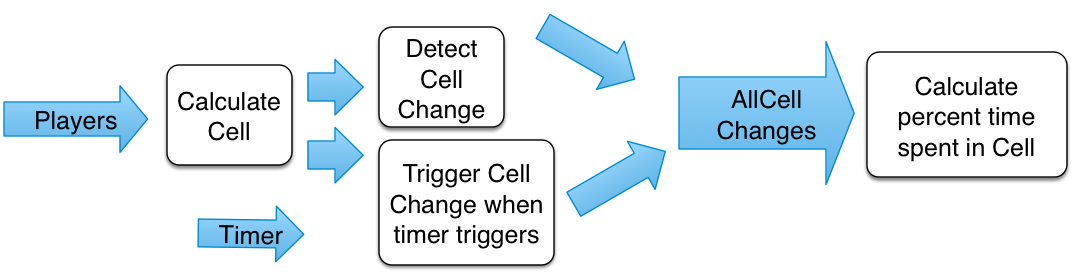 Players
Calculate
Cell
Detect
Cell
Change
Trigger Cell
Change when
timer triggers
Timer
AllCell
Changes
Calculate
percent time
spent in Cell